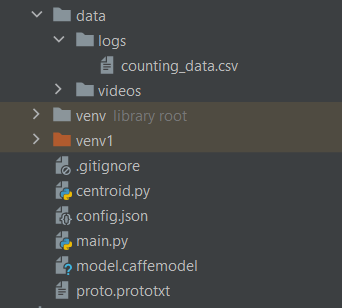 data
logs
counting_data.csv
videos
venv library root
venv1
.gitignore
centroid.py
config.json
main.py
model.caffemodel
proto.prototxt